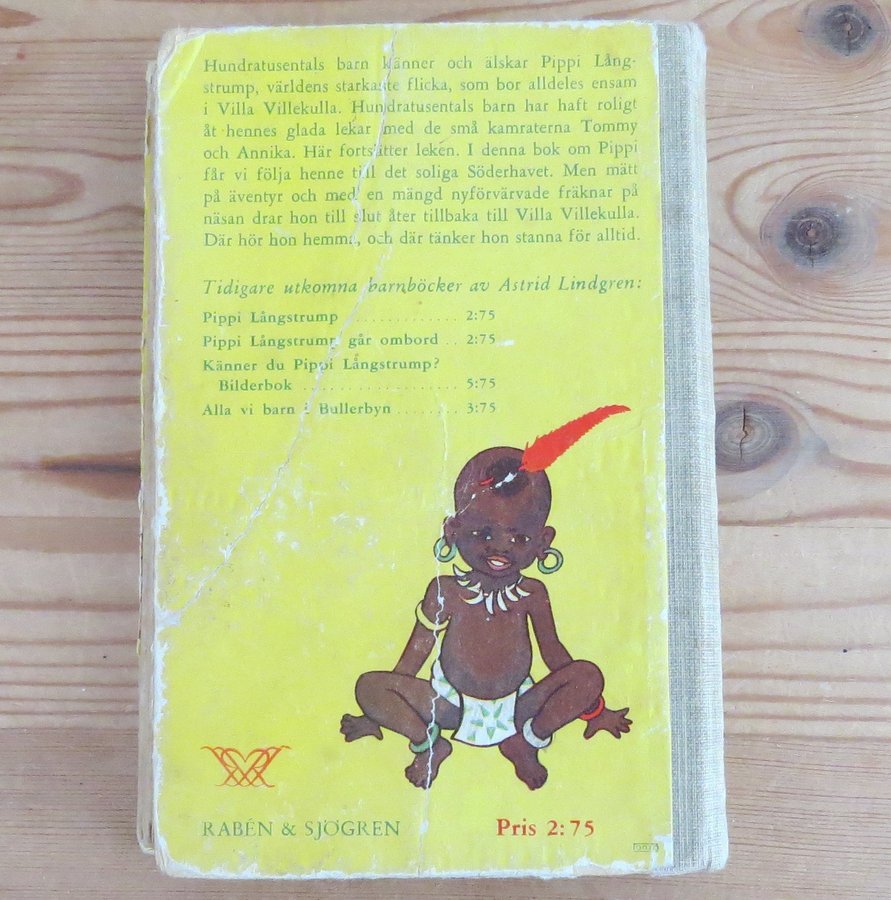 Hundratusentals barn känner och älskar Pippi Lång-
strump, världens starkaste flicka, som bor alldeles ensam
i Villa Villekulla. Hundratusentals barn har haft roligt
åt hennes glada lekar med de små kamraterna Tommy
och Annika. Här fortsätter leken. I denna bok om Pippi
får vi följa henne till det soliga Söderhavet. Men mätt
på äventyr och med en mängd nyförvärvade fräknar på
näsan drar hon till slut åter tillbaka till Villa Villekulla.
Där hör hon hemma, och där tänker hon stanna för alltid.
Tidigare utkomna barnböcker av Astrid Lindgren:
Pippi Långstrump ............. 2:75
Pippi Långstrump går ombord .. 2:75
Känner du Pippi Långstrump?
Bilderbok .................... 5:75
Alla vi barn i Bullerbyn ........ 3:75
RABÉN & SJÖGREN
Pris 2:75